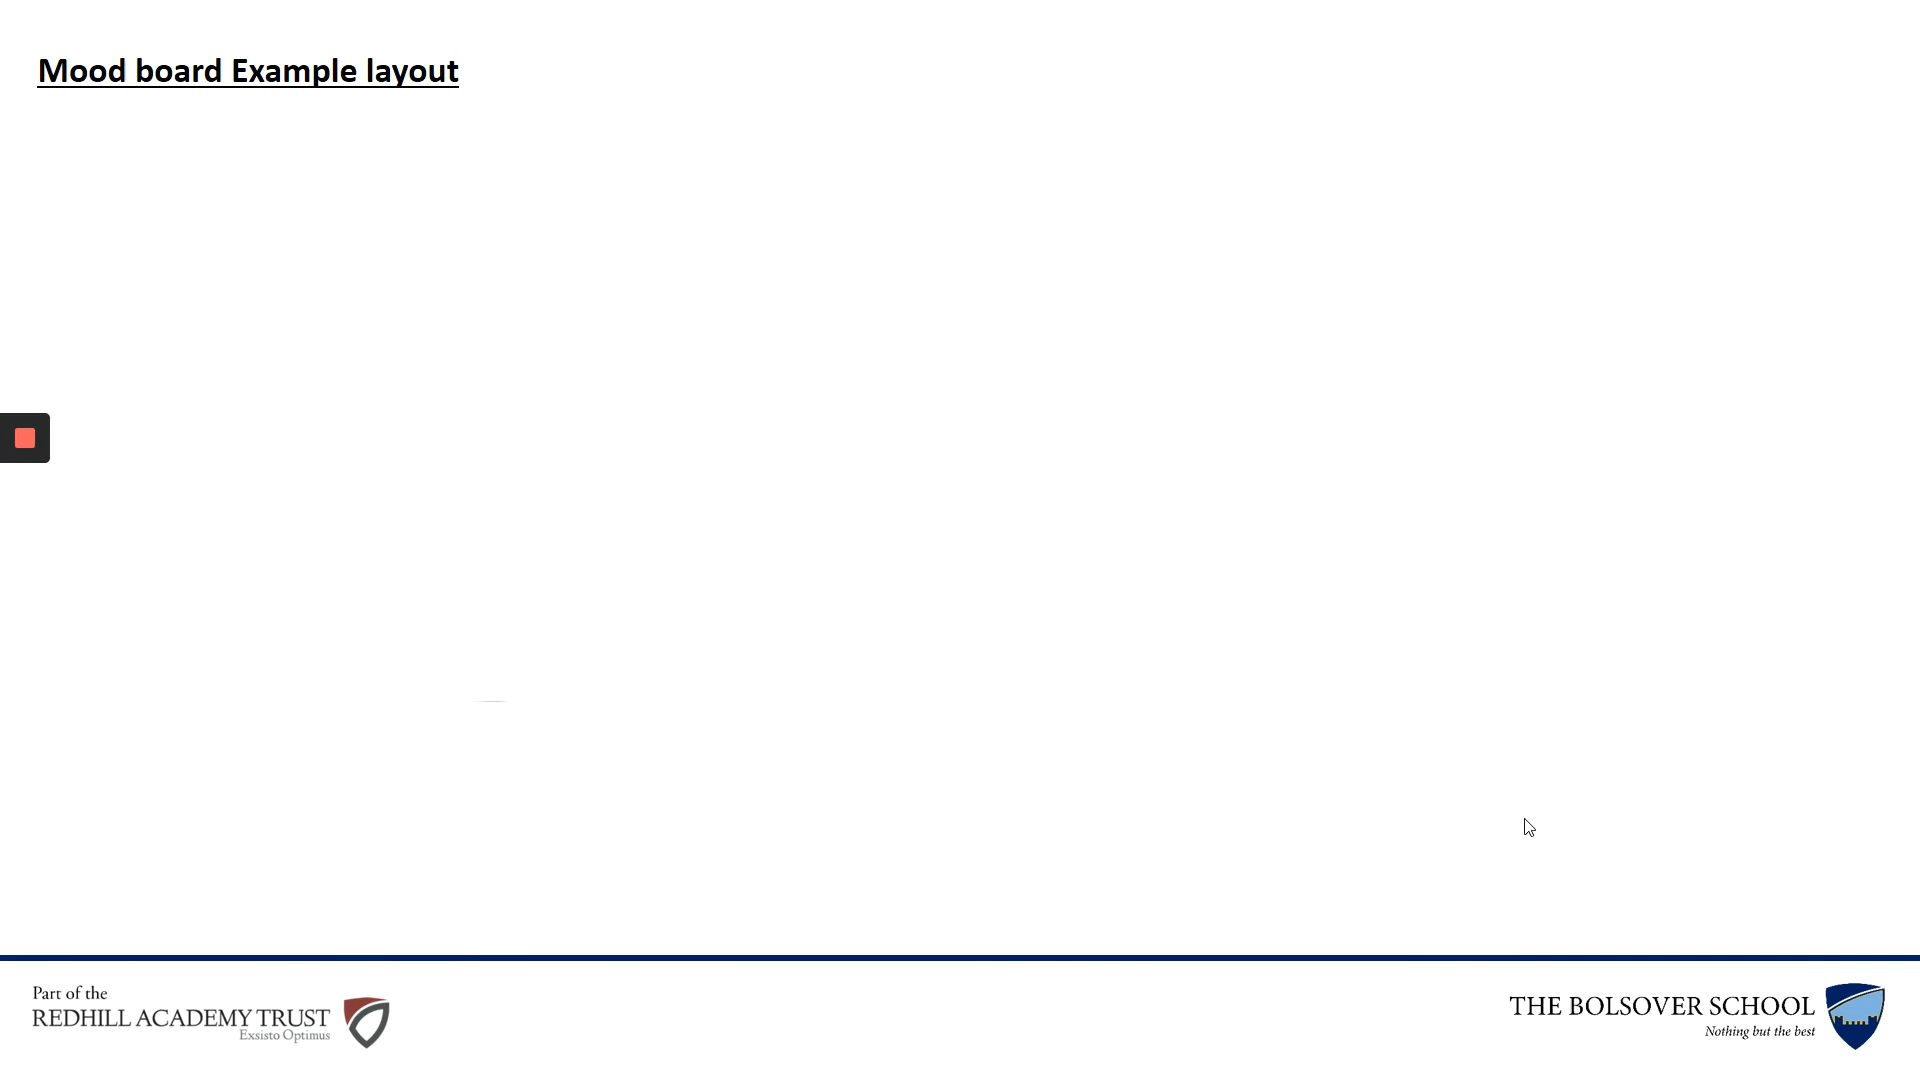 Mood board Example layout
Part of the
REDHILL ACADEMY TRUST
Exsisto Optimus
THE BOLSOVER SCHOOL
Nothing but the best